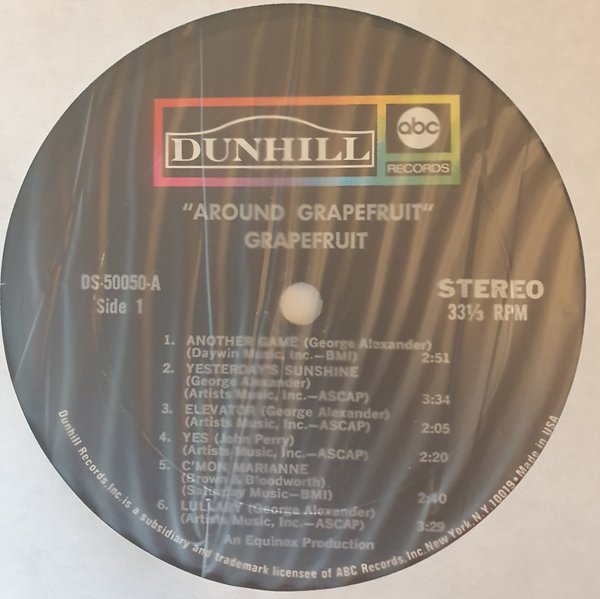 DUNHILL
abc
RECORDS
"AROUND GRAPEFRUIT"
GRAPEFRUIT
DS-50050-A
Side 1
STEREO
33⅓ RPM
1. ANOTHER GAME (George Alexander)
(Daywin Music, Inc.—BMI) 2:51
2. YESTERDAY'S SUNSHINE
(George Alexander)
(Artists Music, Inc.—ASCAP) 3:34
3. ELEVATOR (George Alexander)
(Artists Music, Inc.—ASCAP) 2:05
4. YES (John Perry)
(Artists Music, Inc.—ASCAP) 2:20
5. C'MON MARIANNE
(Brown & Bloodworth)
(Saturday Music—BMI) 2:40
6. LULLABY (George Alexander)
(Artists Music, Inc.—ASCAP) 3:29
An Equinox Production
Dunhill Records, Inc. is a subsidiary and trademark licensee of ABC Records, Inc. New York, N.Y. 10019 • Made in USA